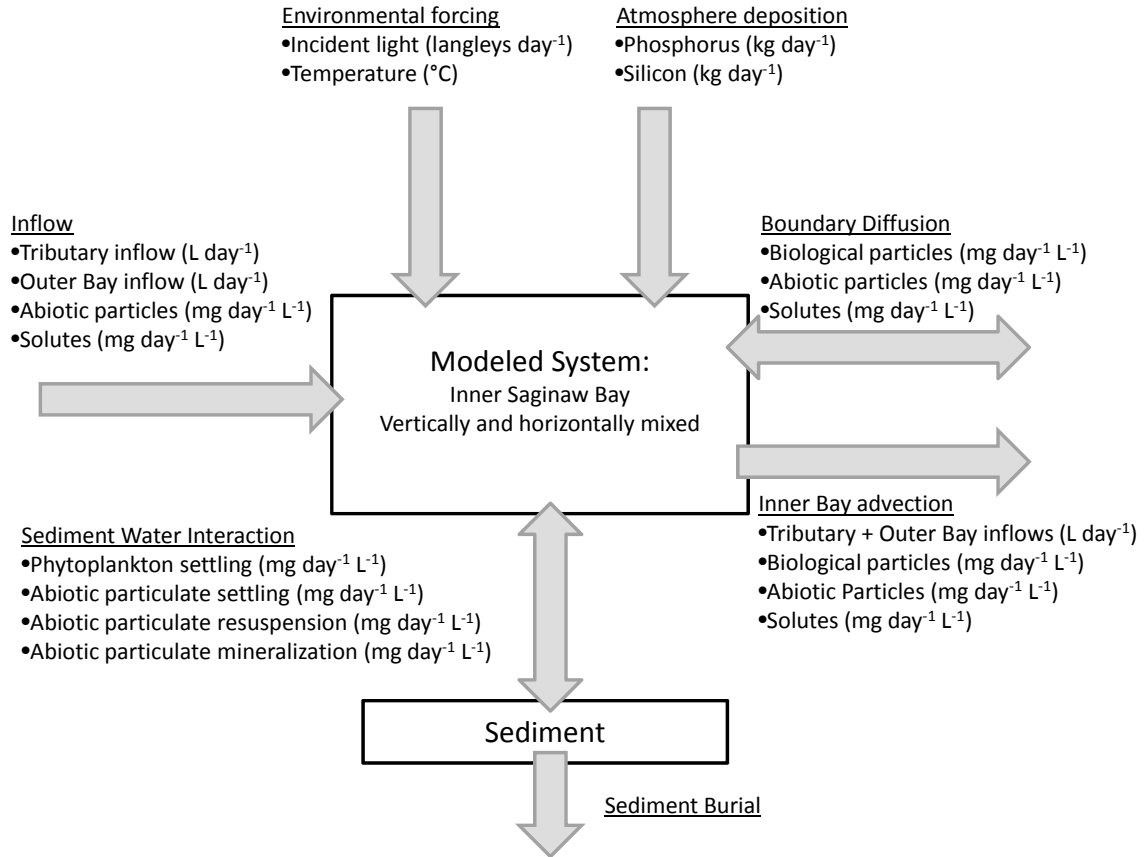 Environmental forcing
•Incident light (langleys day⁻¹)
•Temperature (°C)
Atmosphere deposition
•Phosphorus (kg day⁻¹)
•Silicon (kg day⁻¹)
Inflow
•Tributary inflow (L day⁻¹)
•Outer Bay inflow (L day⁻¹)
•Abiotic particles (mg day⁻¹ L⁻¹)
•Solutes (mg day⁻¹ L⁻¹)
Boundary Diffusion
•Biological particles (mg day⁻¹ L⁻¹)
•Abiotic particles (mg day⁻¹ L⁻¹)
•Solutes (mg day⁻¹ L⁻¹)
Modeled System:
Inner Saginaw Bay
Vertically and horizontally mixed
Inner Bay advection
•Tributary + Outer Bay inflows (L day⁻¹)
•Biological particles (mg day⁻¹ L⁻¹)
•Abiotic Particles (mg day⁻¹ L⁻¹)
•Solutes (mg day⁻¹ L⁻¹)
Sediment Water Interaction
•Phytoplankton settling (mg day⁻¹ L⁻¹)
•Abiotic particulate settling (mg day⁻¹ L⁻¹)
•Abiotic particulate resuspension (mg day⁻¹ L⁻¹)
•Abiotic particulate mineralization (mg day⁻¹ L⁻¹)
Sediment
Sediment Burial